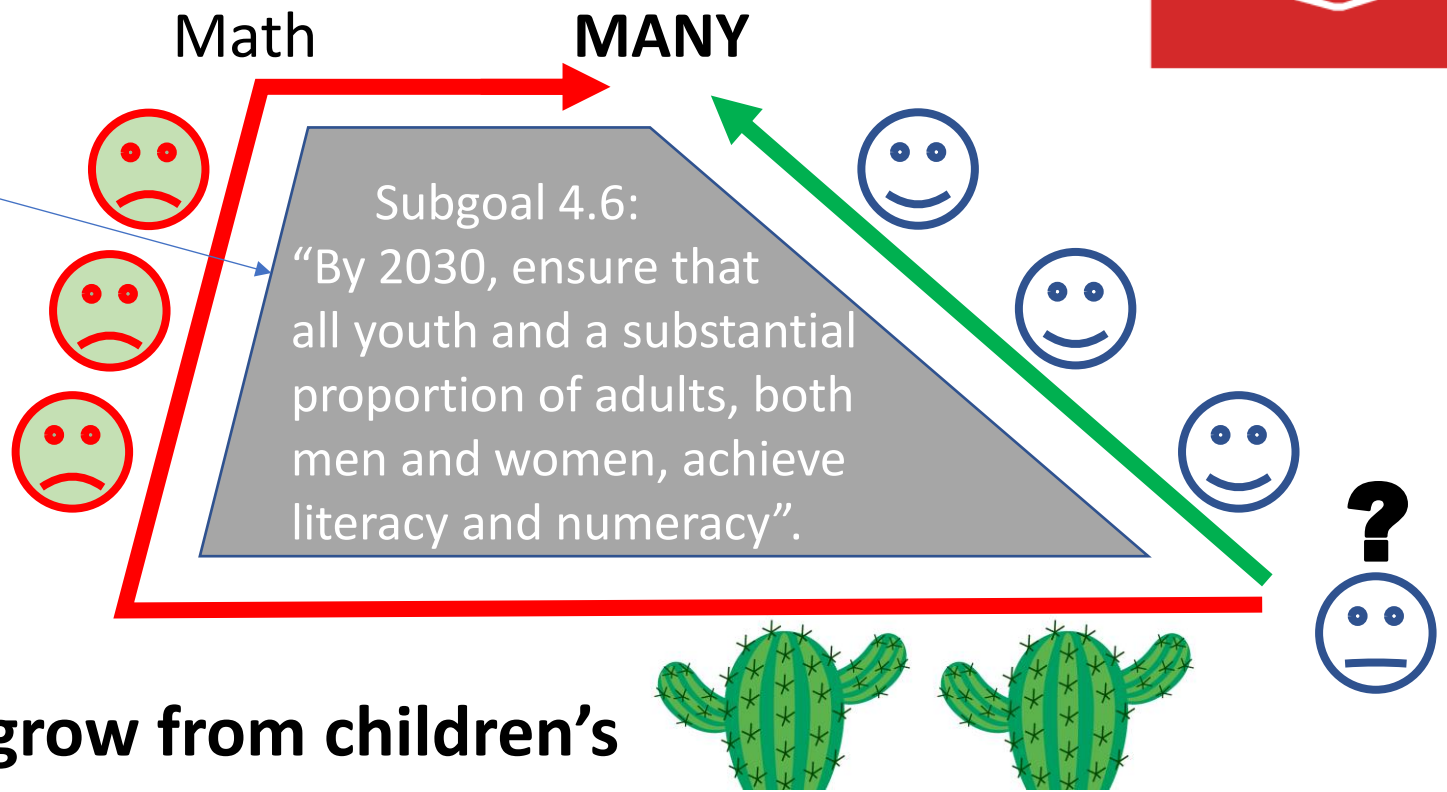 Math MANY
Subgoal 4.6:
“By 2030, ensure that
all youth and a substantial
proportion of adults, both
men and women, achieve
literacy and numeracy”.
?
grow from children’s